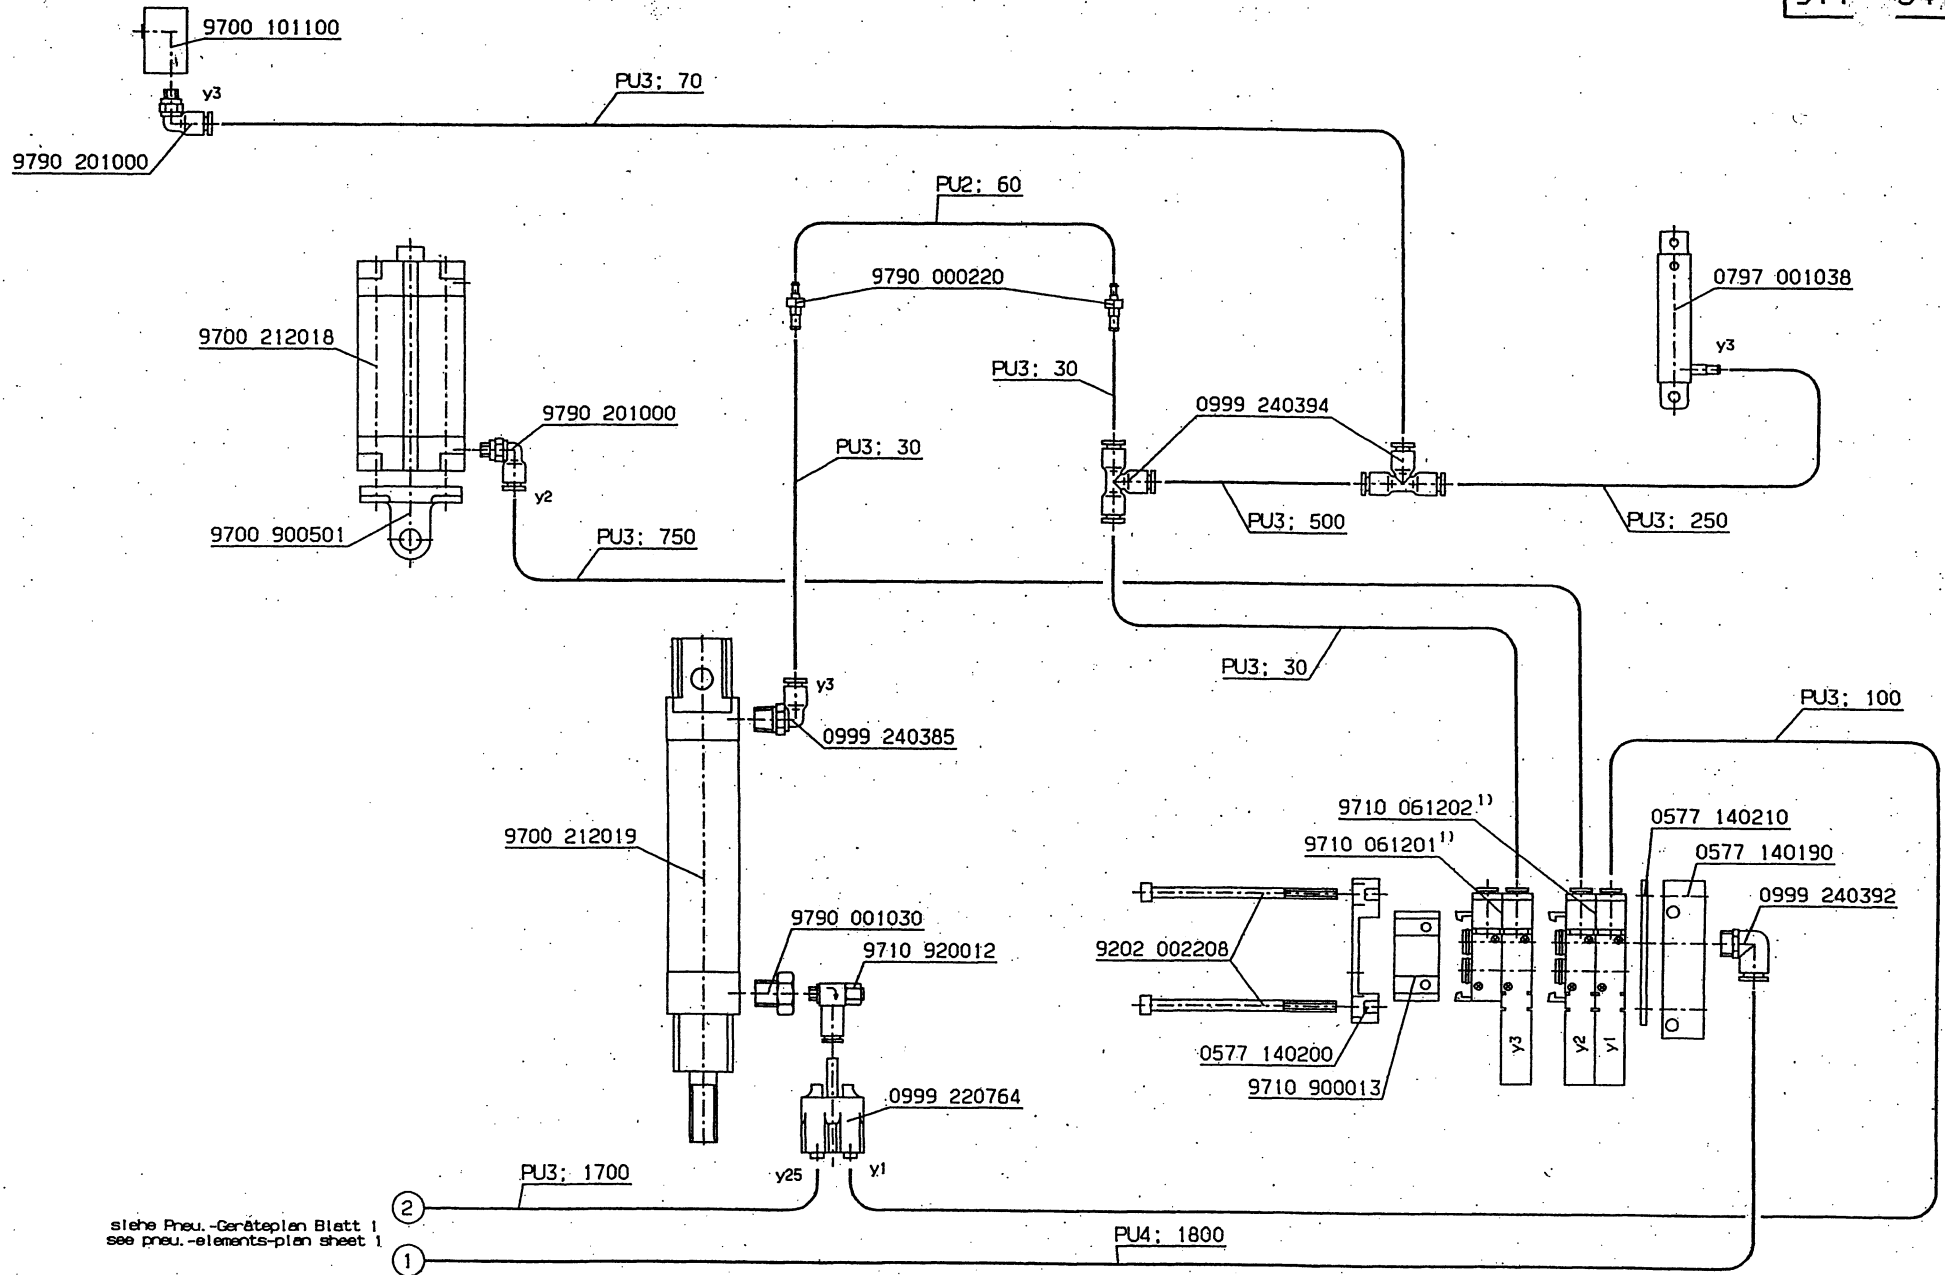 9700 101100
y3
PU3; 70
9790 201000
PU2; 60
9790 000220
0797 001038
9700 212018
y3
PU3; 30
9790 201000
0999 240394
PU3; 30
y2
9700 900501
PU3; 750
PU3; 500
PU3; 250
PU3; 30
y3
0999 240385
PU3; 100
9710 061202 1)
0577 140210
9700 212019
9710 061201 1)
0577 140190
0999 240392
9790 001030
9710 920012
9202 002208
y3
y2
y1
0577 140200
9710 900013
0999 220764
y25
y1
PU3; 1700
2
siehe Pneu.-Geräteplan Blatt 1
see pneu.-elements-plan sheet 1
PU4; 1800
1